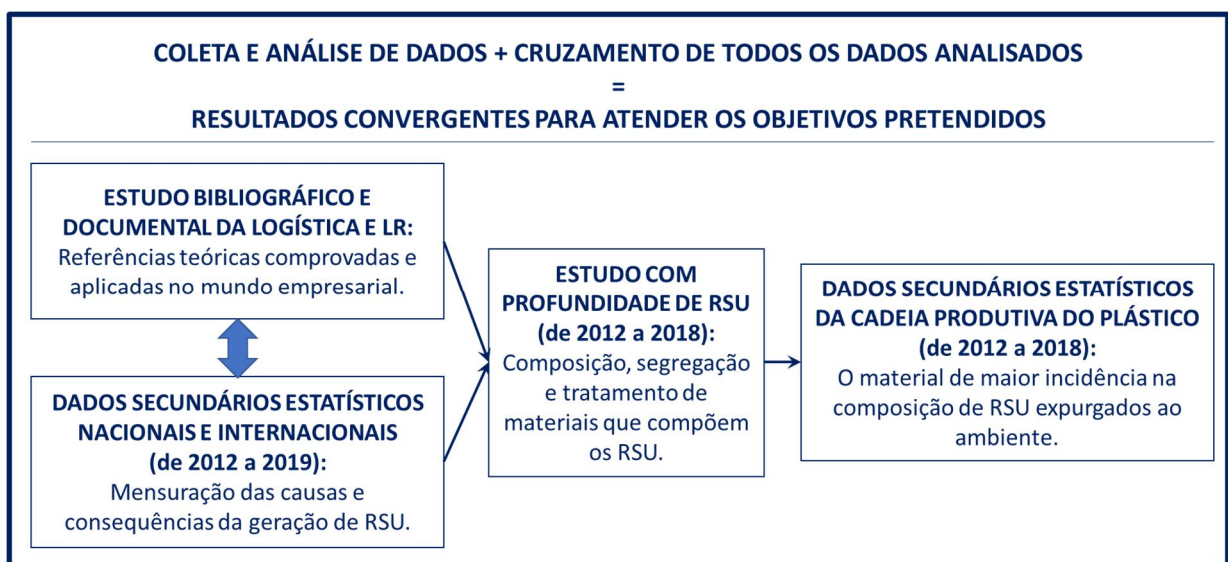 COLETA E ANÁLISE DE DADOS + CRUZAMENTO DE TODOS OS DADOS ANALISADOS
=
RESULTADOS CONVERGENTES PARA ATENDER OS OBJETIVOS PRETENDIDOS
ESTUDO BIBLIOGRÁFICO E
DOCUMENTAL DA LOGÍSTICA E LR:
Referências teóricas comprovadas e
aplicadas no mundo empresarial.
DADOS SECUNDÁRIOS ESTATÍSTICOS
NACIONAIS E INTERNACIONAIS
(de 2012 a 2019):
Mensuração das causas e
consequências da geração de RSU.
ESTUDO COM
PROFUNDIDADE DE RSU
(de 2012 a 2018):
Composição, segregação
e tratamento de
materiais que compõem
os RSU.
DADOS SECUNDÁRIOS ESTATÍSTICOS
DA CADEIA PRODUTIVA DO PLÁSTICO
(de 2012 a 2018):
O material de maior incidência na
composição de RSU expurgados ao
ambiente.